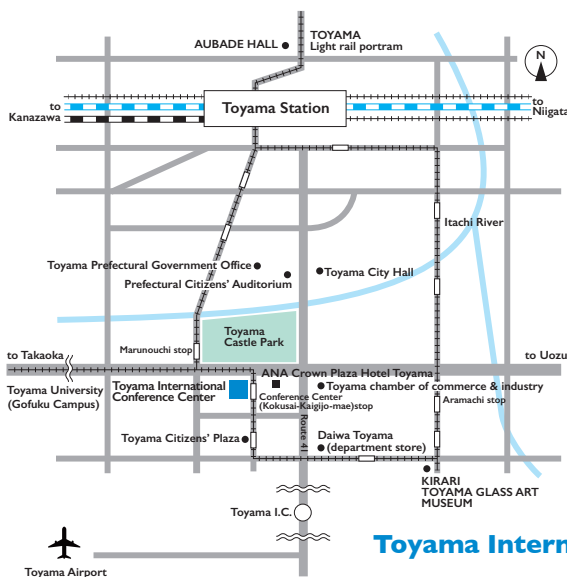 TOYAMA
Light rail portram
AUBADE HALL
N
to
Kanazawa
Toyama Station
to
Niigata
Itachi River
Toyama Prefectural Government Office
Toyama City Hall
Prefectural Citizens' Auditorium
Toyama
Castle Park
Marunouchi stop
to Takaoka
to Uozu
ANA Crown Plaza Hotel Toyama
Toyama University
(Gofuku Campus)
Toyama International
Conference Center
Toyama chamber of commerce & industry
Conference Center
(Kokusai-Kaigijo-mae)stop
Aramachi stop
Route 41
Toyama Citizens' Plaza
Daiwa Toyama
(department store)
KIRARI
TOYAMA GLASS ART
MUSEUM
Toyama I.C.
Toyama Intern
Toyama Airport